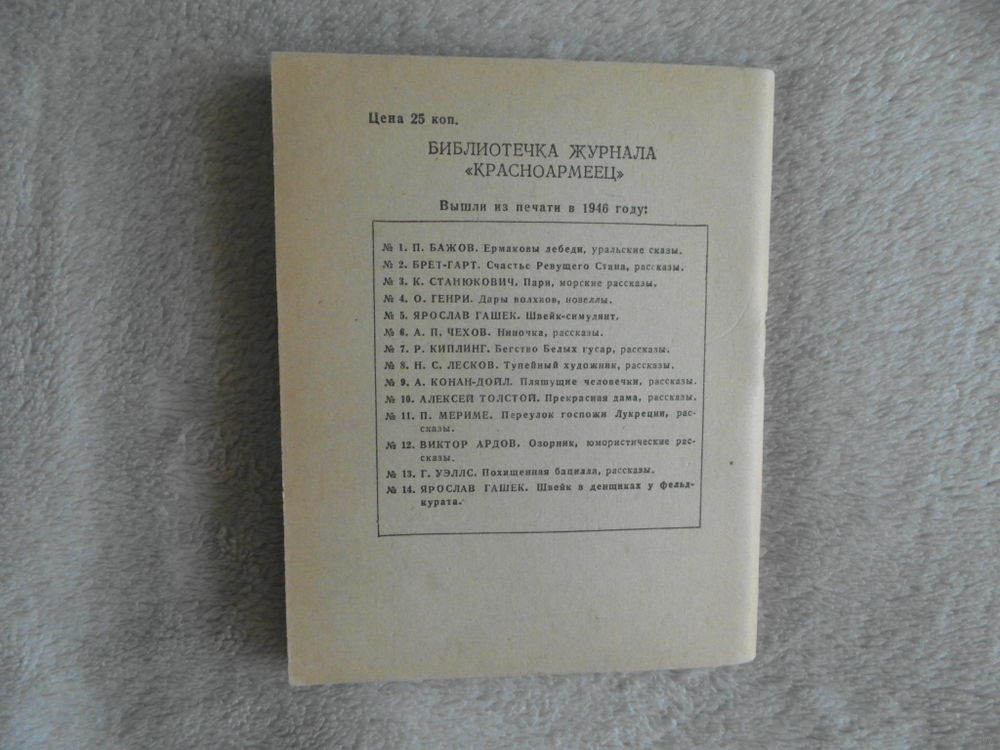 Цена 25 коп.
БИБЛИОТЕЧКА ЖУРНАЛА
«КРАСНОАРМЕЕЦ»
Вышли из печати в 1946 году:
№ 1. П. БАЖОВ. Ермаковы лебеди, уральские сказы.
№ 2. БРЕТ-ГАРТ. Счастье Ревущего Стана, рассказы.
№ 3. К. СТАНЮКОВИЧ. Пари, морские рассказы.
№ 4. О. ГЕНРИ. Дары волхвов, новеллы.
№ 5. ЯРОСЛАВ ГАШЕК. Швейк-симулянт.
№ 6. А. П. ЧЕХОВ. Ниночка, рассказы.
№ 7. Р. КИПЛИНГ. Бегство Белых гусар, рассказы.
№ 8. Н. С. ЛЕСКОВ. Тупейный художник, рассказы.
№ 9. А. КОНАН-ДОЙЛ. Пляшущие человечки, рассказы.
№ 10. АЛЕКСЕЙ ТОЛСТОЙ. Прекрасная дама, рассказы.
№ 11. П. МЕРИМЕ. Переулок госпожи Лукреции, рас-
сказы.
№ 12. ВИКТОР АРДОВ. Озорник, юмористические рас-
сказы.
№ 13. Г. УЭЛЛС. Похищенная бацилла, рассказы.
№ 14. ЯРОСЛАВ ГАШЕК. Швейк в денщиках у фельд-
курата.